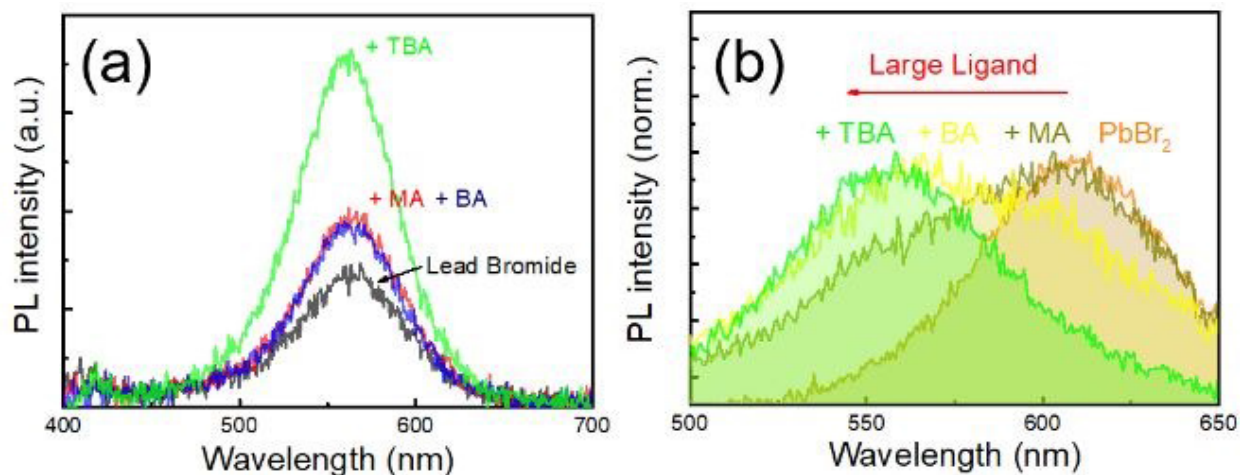 (a)
+ TBA
+ MA + BA
Lead Bromide
PL intensity (a.u.)
400 500 600 700
Wavelength (nm)
(b)
Large Ligand
+ TBA + BA + MA PbBr₂
PL intensity (norm.)
500 550 600 650
Wavelength (nm)